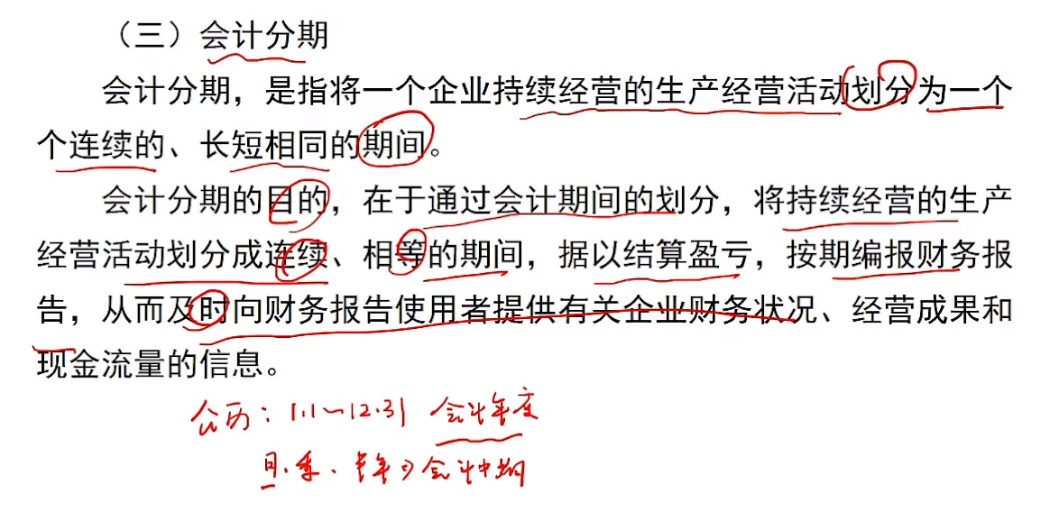 （三）会计分期
会计分期，是指将一个企业持续经营的生产经营活动划分为一个
个连续的、长短相同的期间。
会计分期的目的，在于通过会计期间的划分，将持续经营的生产
经营活动划分成连续、相等的期间，据以结算盈亏，按期编报财务报
告，从而及时向财务报告使用者提供有关企业财务状况、经营成果和
现金流量的信息。
公历：1.1～12.31 会计年度
月、季、半年 会计中期